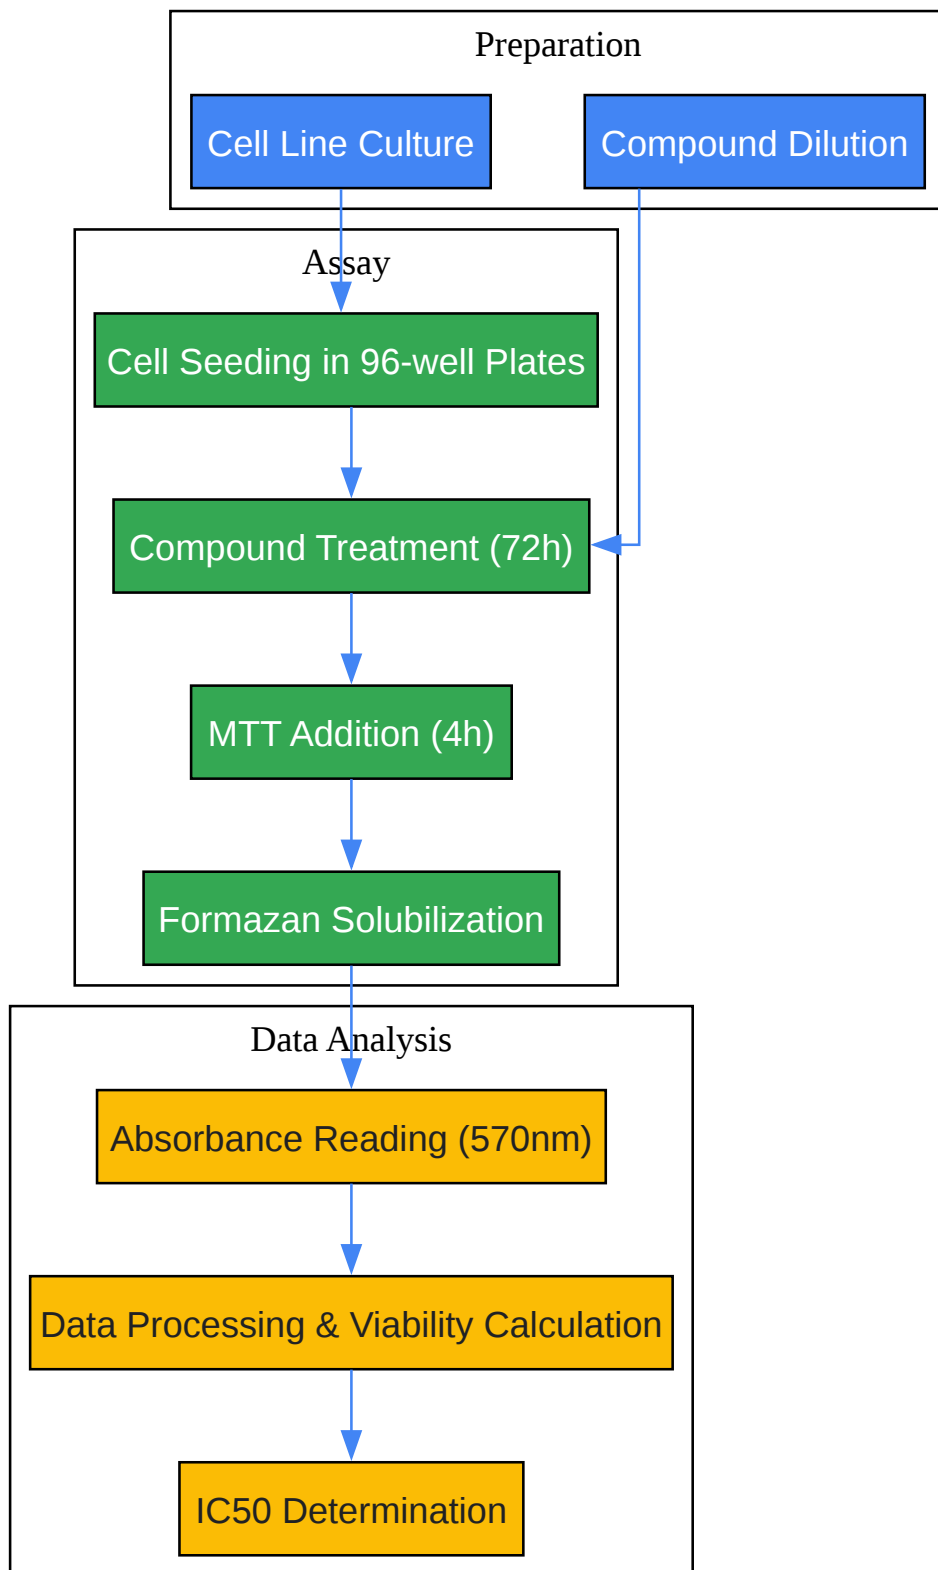 Preparation
Cell Line Culture
Compound Dilution
Assay
Cell Seeding in 96-well Plates
Compound Treatment (72h)
MTT Addition (4h)
Formazan Solubilization
Data Analysis
Absorbance Reading (570nm)
Data Processing & Viability Calculation
IC50 Determination